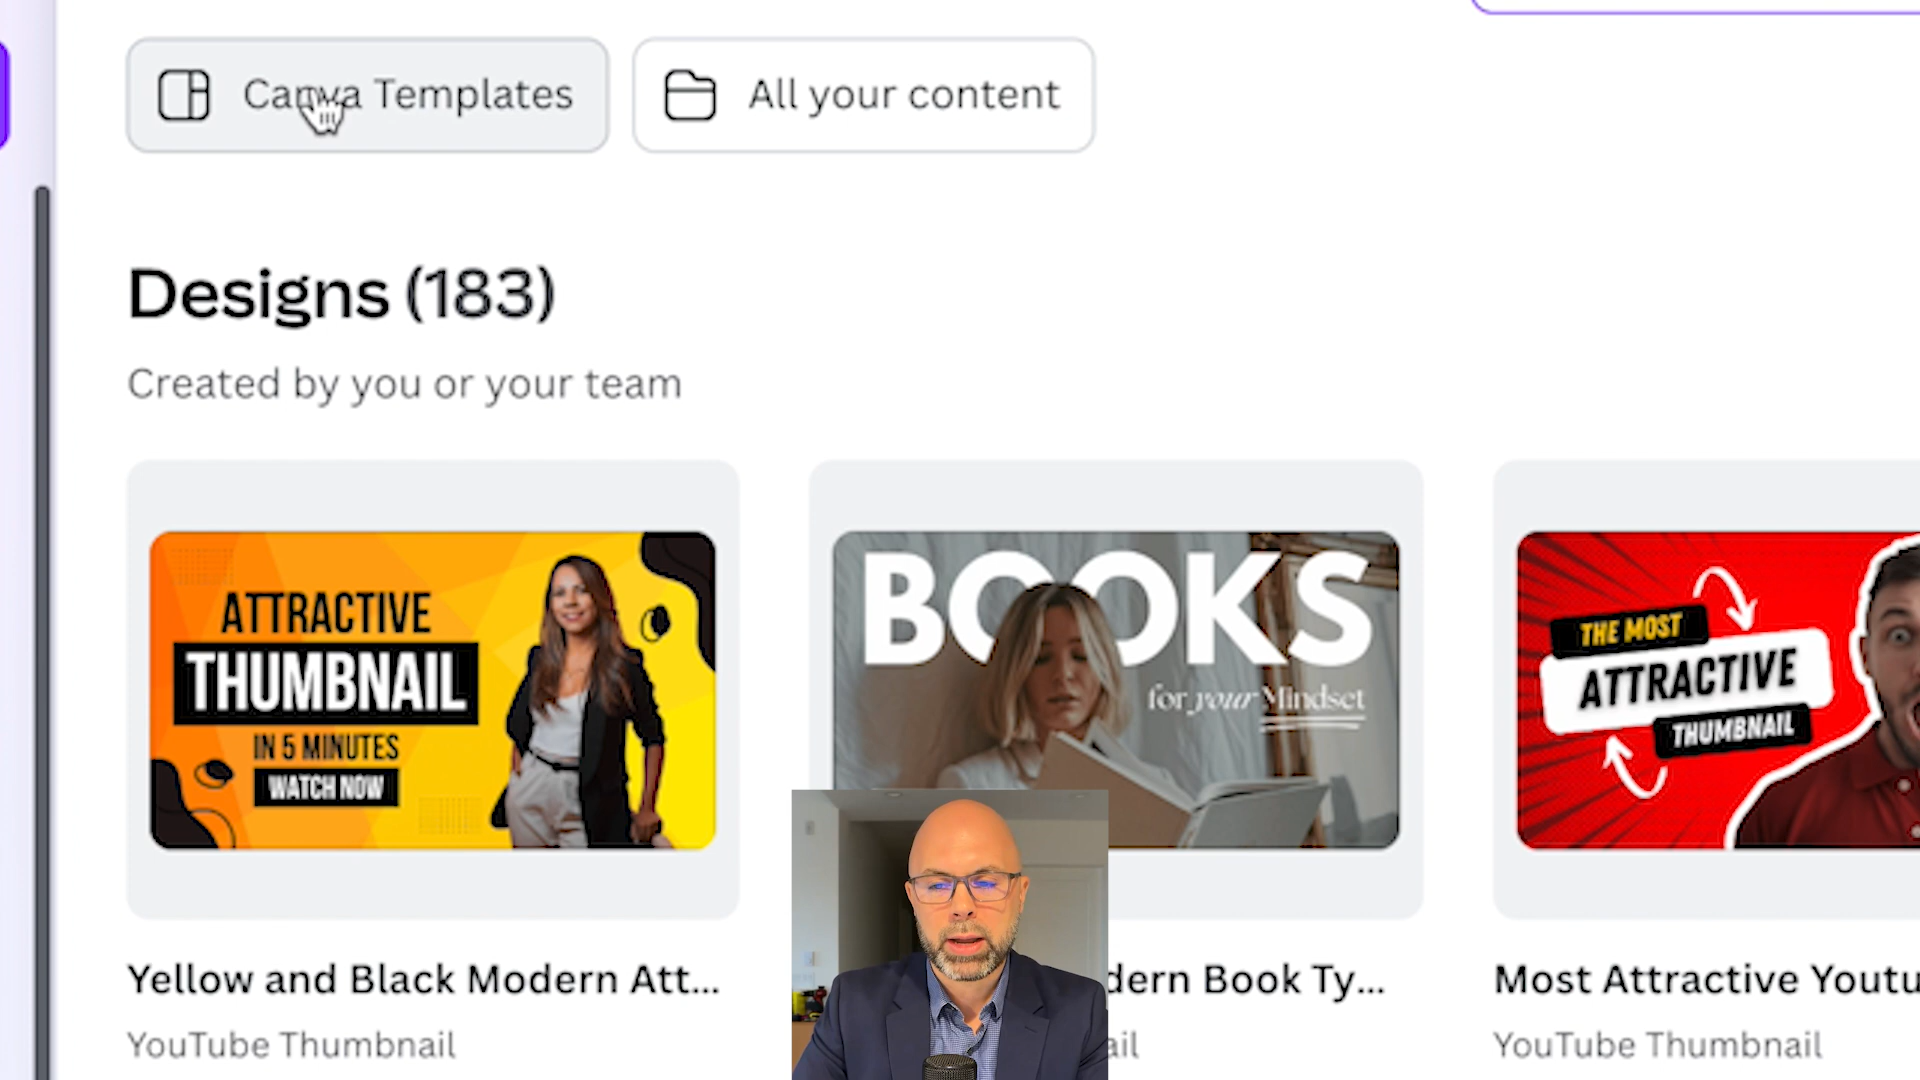 Canva Templates
All your content
Designs (183)
Created by you or your team
ATTRACTIVE
THUMBNAIL
IN 5 MINUTES
WATCH NOW
BOOKS
for your Mindset
THE MOST
ATTRACTIVE
THUMBNAIL
Yellow and Black Modern Att...
dern Book Ty...
Most Attractive Youtu
YouTube Thumbnail
ail
YouTube Thumbnail